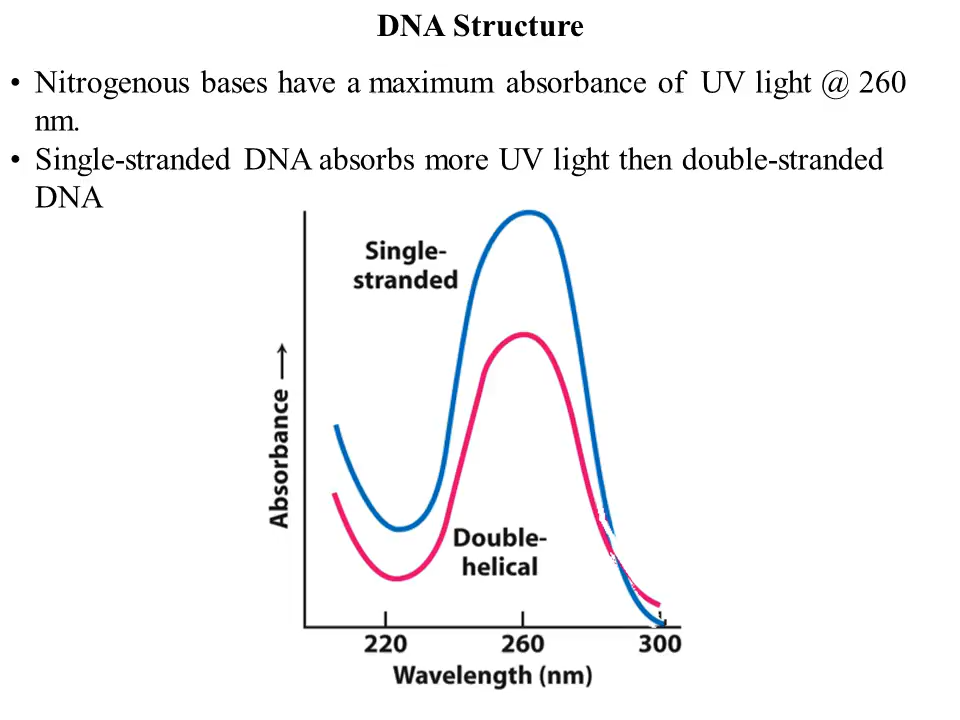 DNA Structure
• Nitrogenous bases have a maximum absorbance of UV light @ 260
nm.
• Single-stranded DNA absorbs more UV light then double-stranded
DNA
Single-
stranded
Absorbance →
Double-
helical
220 260 300
Wavelength (nm)